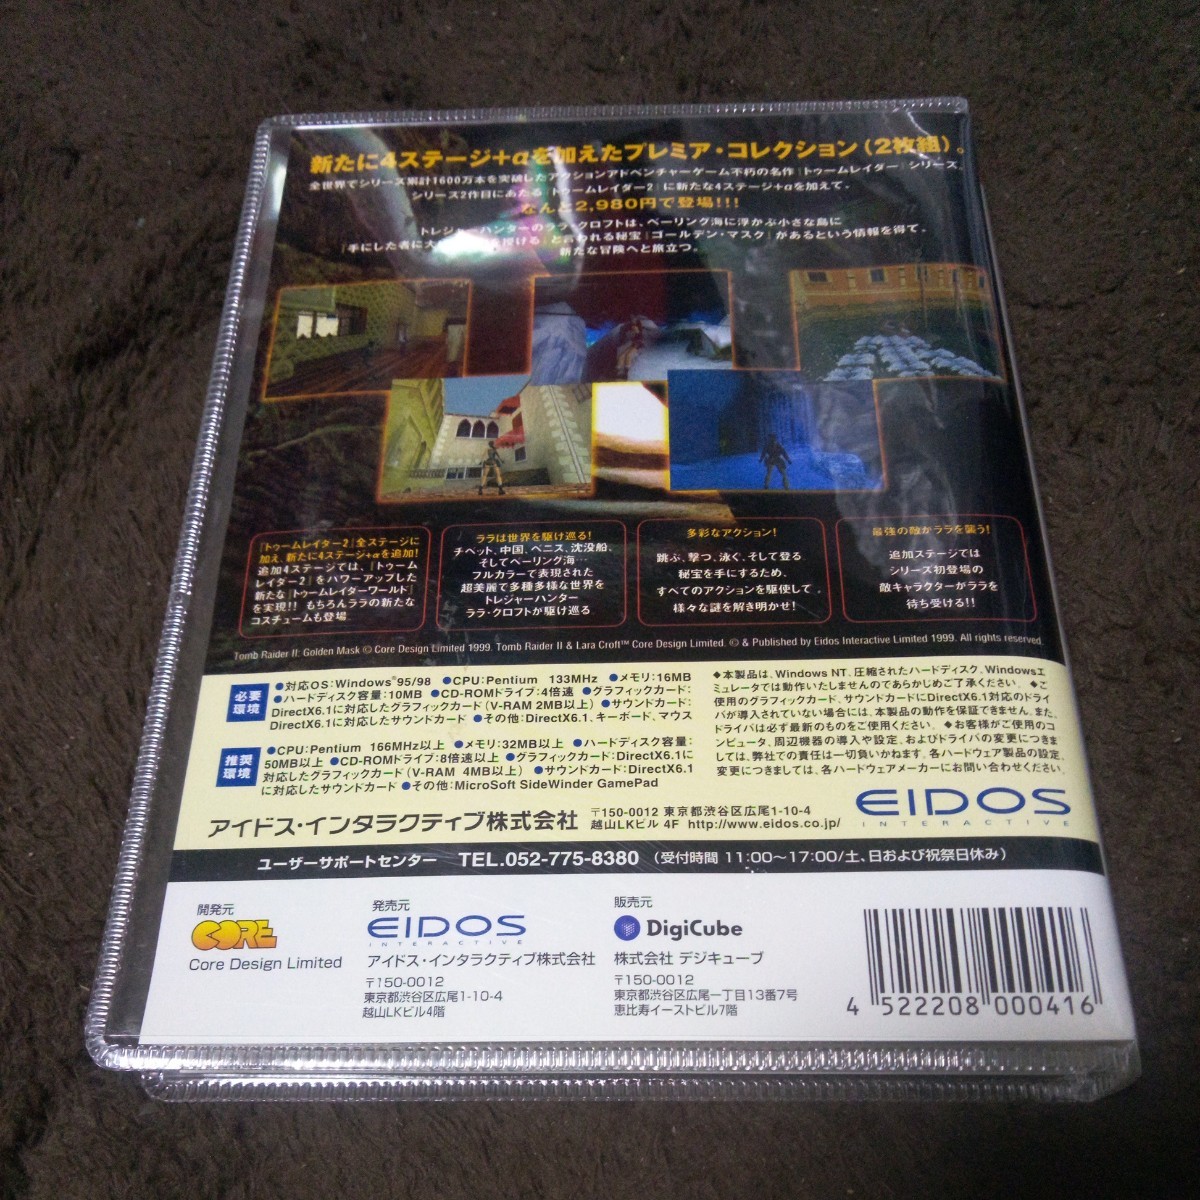 新たに4ステージ+αを加えたプレミア・コレクション(2枚組)。
全世界でシリーズ累計1600万本を突破したアクションアドベンチャーゲーム不朽の名作「トゥームレイダー」シリーズ。
シリーズ2作目にあたる「トゥームレイダー2」に新たな4ステージ+αを加えて。
なんと2,980円で登場!!!
トレジャーハンターのララ・クロフトは、ベーリング海に浮かぶ小さな島に
「手にした者に大 授ける」と言われる秘宝「ゴールデン・マスク」があるという情報を得て。
新たな冒険へと旅立つ。
『トゥームレイダー2』全ステージに
加え、新たに4ステージ+αを追加!
追加4ステージでは、『トゥーム
レイダー2』をパワーアップした
新たな『トゥームレイダーワールド』
を実現!! もちろんララの新たな
コスチュームも登場。
ララは世界を駆け巡る!
チベット、中国、ベニス、沈没船、
そしてベーリング海…
フルカラーで表現された
超美麗で多種多様な世界を
トレジャーハンター
ララ・クロフトが駆け巡る
多彩なアクション!
跳ぶ、撃つ、泳ぐ、そして登る
秘宝を手にするため、
すべてのアクションを駆使して、
様々な謎を解き明かせ!
最強の敵がララを襲う!
追加ステージでは
シリーズ初登場の
敵キャラクターがララを
待ち受ける!!
Tomb Raider II: Golden Mask © Core Design Limited 1999. Tomb Raider II & Lara Croft™ Core Design Limited. © & Published by Eidos Interactive Limited 1999. All rights reserved.
必要
環境
●対応OS:Windows®95/98 ●CPU:Pentium 133MHz ●メモリ:16MB
●ハードディスク容量:10MB ●CD-ROMドライブ:4倍速 ●グラフィックカード:
DirectX6.1に対応したグラフィックカード(V-RAM 2MB以上) ●サウンドカード:
DirectX6.1に対応したサウンドカード ●その他:DirectX6.1、キーボード、マウス
推奨
環境
●CPU:Pentium 166MHz以上 ●メモリ:32MB以上 ●ハードディスク容量:
50MB以上 ●CD-ROMドライブ:8倍速以上 ●グラフィックカード:DirectX6.1に
対応したグラフィックカード(V-RAM 4MB以上) ●サウンドカード:DirectX6.1
に対応したサウンドカード ●その他:MicroSoft SideWinder GamePad
◆本製品は、Windows NT、圧縮されたハードディスク、Windowsエ
ミュレータでは動作いたしませんのであらかじめご了承ください。◆ご
使用のグラフィックカード、サウンドカードにDirectX6.1対応のドライ
バが導入されていない場合には、本製品の動作を保証できません。また、
ドライバは必ず最新のものをご使用ください。◆お客様がご使用のコ
ンピュータ、周辺機器の導入や設定、およびドライバの変更につきま
しては、弊社での責任は一切負いかねます。各ハードウェア製品の設定、
変更につきましては、各ハードウェアメーカーにお問い合わせください。
アイドス・インタラクティブ株式会社
〒150-0012 東京都渋谷区広尾1-10-4
越山LKビル 4F http://www.eidos.co.jp/
EIDOS
INTERACTIVE
ユーザーサポートセンター TEL.052-775-8380 (受付時間 11:00〜17:00/土、日および祝祭日休み)
開発元
CORE
Core Design Limited
発売元
EIDOS
INTERACTIVE
アイドス・インタラクティブ株式会社
〒150-0012
東京都渋谷区広尾1-10-4
越山LKビル4階
販売元
DigiCube
株式会社 デジキューブ
〒150-0012
東京都渋谷区広尾一丁目13番7号
恵比寿イーストビル7階
4 522208 000416